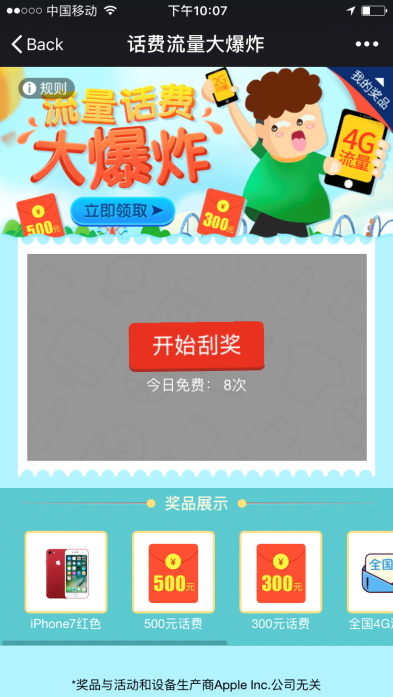 中国移动
下午10:07
Back
话费流量大爆炸
规则
我的奖品
流量话费
大爆炸
4G
流量
立即领取
¥
500元
¥
300元
开始刮奖
今日免费： 8次
奖品展示
¥
500元
¥
300元
全国
iPhone7红色
500元话费
300元话费
全国4G
*奖品与活动和设备生产商Apple Inc.公司无关